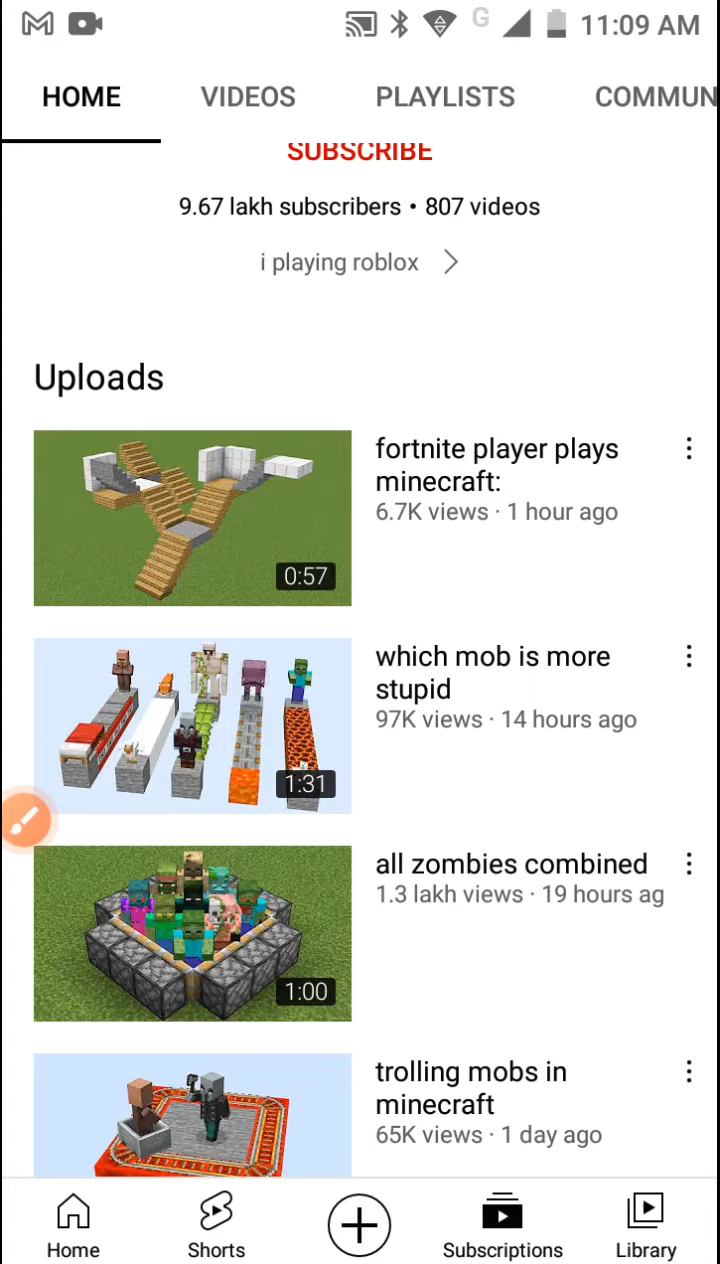 G 11:09 AM
HOME VIDEOS PLAYLISTS COMMUN
SUBSCRIBE
9.67 lakh subscribers • 807 videos
i playing roblox
Uploads
fortnite player plays
minecraft:
6.7K views · 1 hour ago
0:57
which mob is more
stupid
97K views · 14 hours ago
1:31
all zombies combined
1.3 lakh views · 19 hours ag
1:00
trolling mobs in
minecraft
65K views · 1 day ago
Home Shorts Subscriptions Library